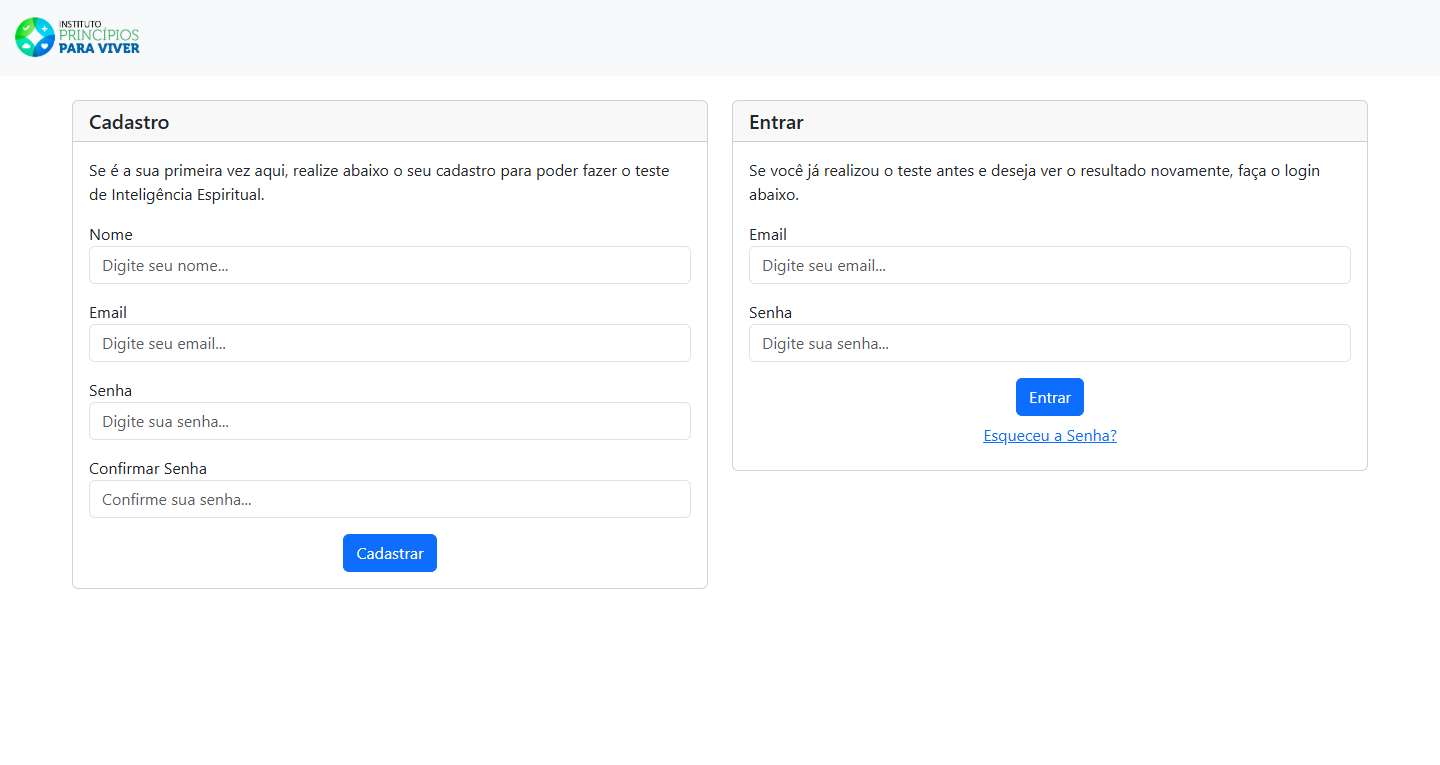 INSTITUTO
PRINCÍPIOS
PARA VIVER
Cadastro
Se é a sua primeira vez aqui, realize abaixo o seu cadastro para poder fazer o teste
de Inteligência Espiritual.
Nome
Digite seu nome...
Email
Digite seu email...
Senha
Digite sua senha...
Confirmar Senha
Confirme sua senha...
Cadastrar
Entrar
Se você já realizou o teste antes e deseja ver o resultado novamente, faça o login
abaixo.
Email
Digite seu email...
Senha
Digite sua senha...
Entrar
Esqueceu a Senha?